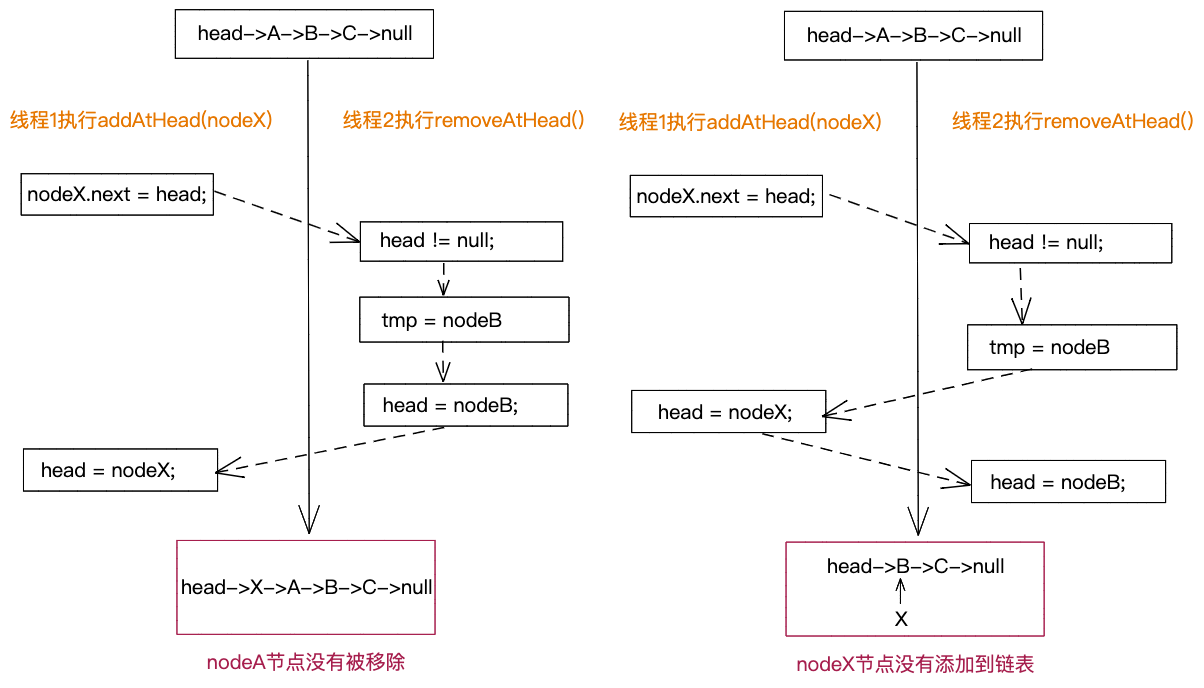 head->A->B->C->null
线程1执行addAtHead(nodeX)
线程2执行removeAtHead()
nodeX.next = head;
head != null;
tmp = nodeB
head = nodeB;
head = nodeX;
head->X->A->B->C->null
nodeA节点没有被移除
head->A->B->C->null
线程1执行addAtHead(nodeX)
线程2执行removeAtHead()
nodeX.next = head;
head != null;
tmp = nodeB
head = nodeX;
head = nodeB;
head->B->C->null
X
nodeX节点没有添加到链表